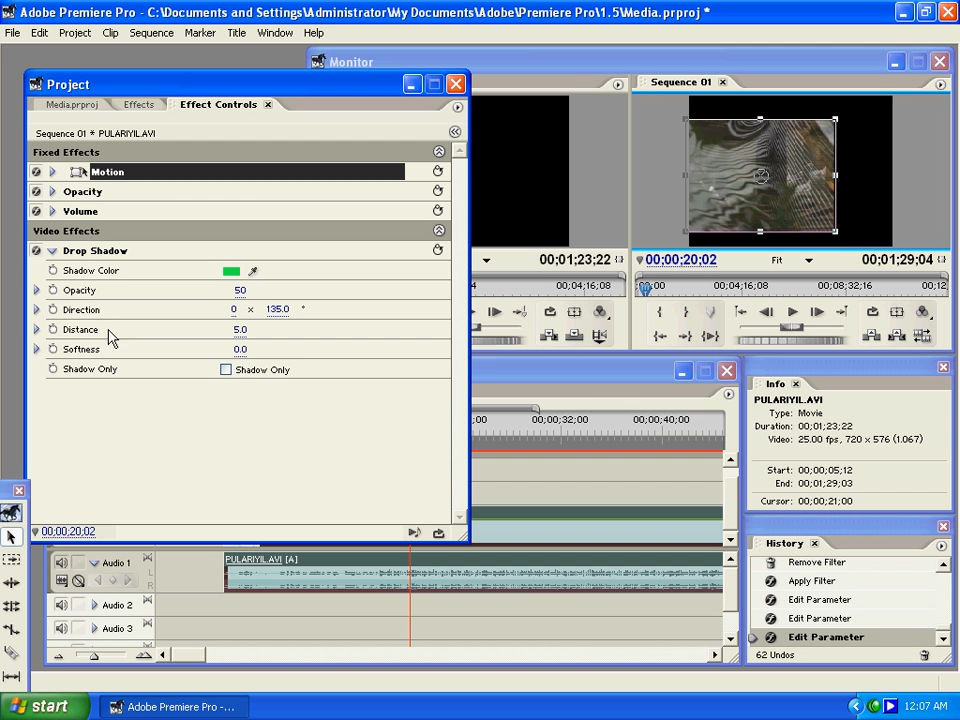 Adobe Premiere Pro - C:\Documents and Settings\Administrator\My Documents\Adobe\Premiere Pro\1.5\Media.prproj *
File Edit Project Clip Sequence Marker Title Window Help
Monitor
Project
Media.prproj Effects Effect Controls
Sequence 01
Sequence 01 * PULARIYIL.AVI
Fixed Effects
Motion
Opacity
Volume
Video Effects
Drop Shadow
Shadow Color
Opacity 50
Direction 0 x 135.0 °
Distance 5.0
Softness 0.0
Shadow Only Shadow Only
00;00;20;02
00;01;23;22
00;00;20;02 Fit 00;01;29;04
00;04;16;08
00;00 00;04;16;08 00;08;32;16 00;12
;00 00;00;32;00 00;00;40;00
Info
PULARIYIL.AVI
Type: Movie
Duration: 00;01;23;22
Video: 25.00 fps, 720 x 576 (1.067)
Start: 00;00;05;12
End: 00;01;29;03
Cursor: 00;00;21;00
History
Remove Filter
Apply Filter
Edit Parameter
Edit Parameter
Edit Parameter
62 Undos
Audio 1
L
R
PULARIYIL.AVI [A]
Audio 2
Audio 3
start Adobe Premiere Pro -... 12:07 AM